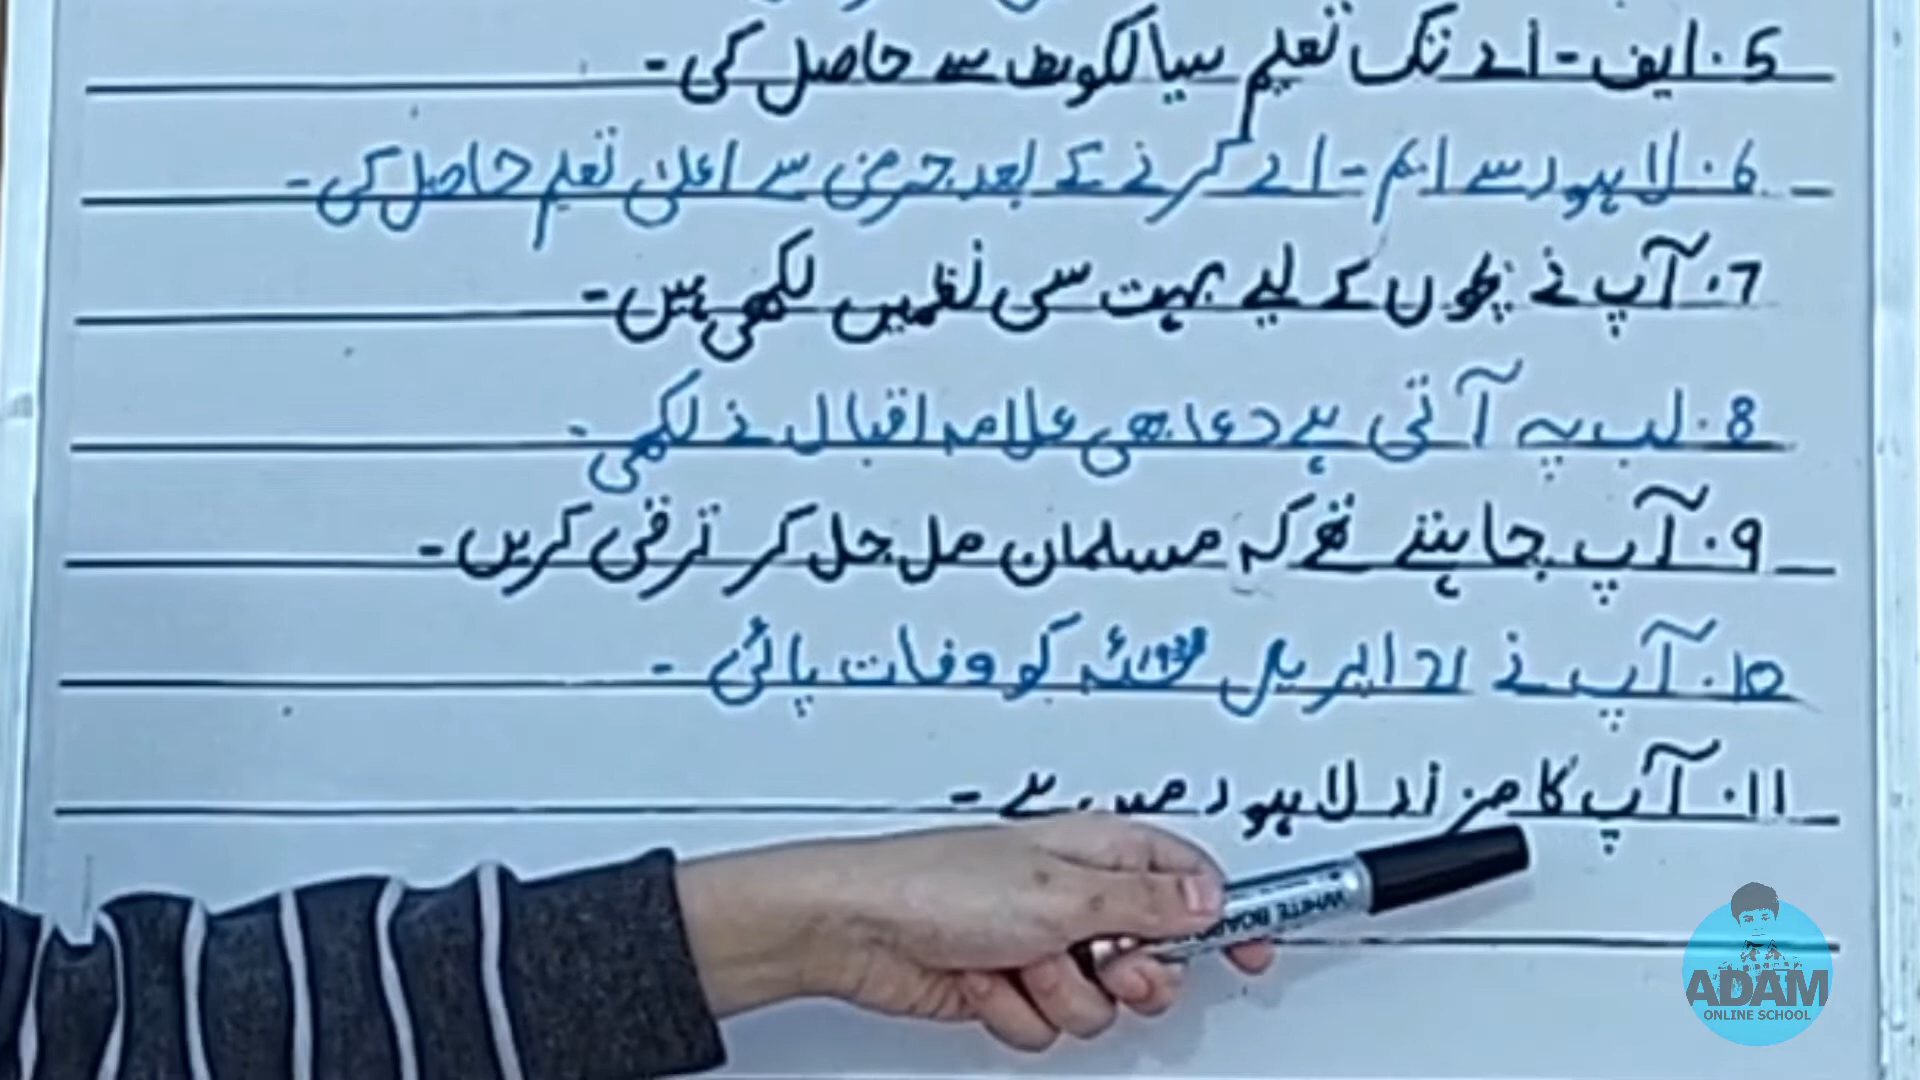 5. ایف - اے تک تعلیم سیالکوٹ سے حاصل کی -
6. لاہور سے ایم - اے کرنے کے بعد جرمنی سے اعلیٰ تعلیم حاصل کی -
7. آپ نے بچوں کے لیے بہت سی نظمیں لکھی ہیں -
8. لب پہ آتی ہے دعا بھی علامہ اقبال نے لکھی -
9. آپ چاہتے تھے کہ مسلمان مل جل کر ترقی کریں -
10. آپ نے 21 اپریل 1938ء کو وفات پائی -
11. آپ کا مزار لاہور میں ہے -
WHITE BOARD
ADAM
ONLINE SCHOOL